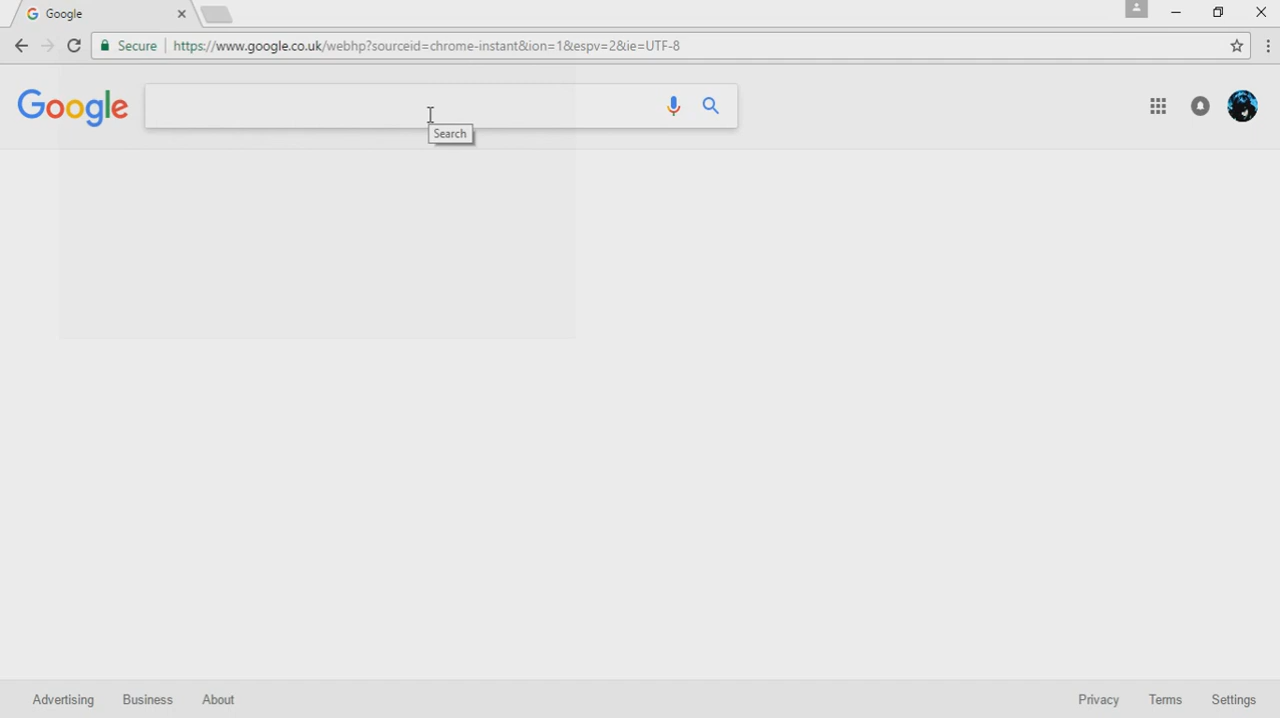 Google
Secure https://www.google.co.uk/webhp?sourceid=chrome-instant&ion=1&espv=2&ie=UTF-8
Google
Search
Advertising Business About Privacy Terms Settings